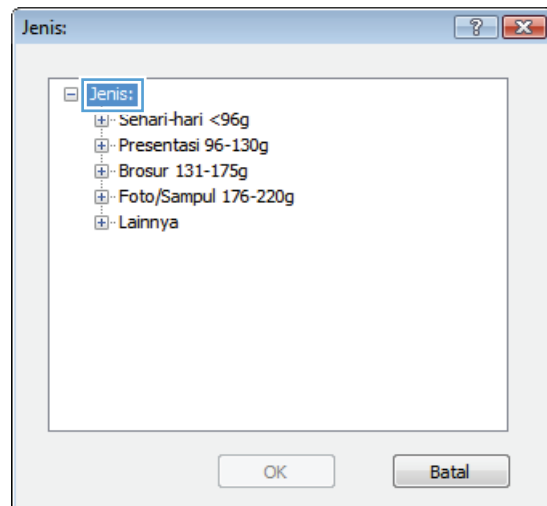 Jenis:
Jenis:
Sehari-hari <96g
Presentasi 96-130g
Brosur 131-175g
Foto/Sampul 176-220g
Lainnya
OK Batal